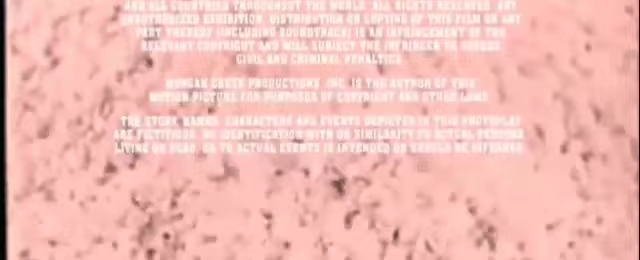 AND ALL COUNTRIES THROUGHOUT THE WORLD. ALL RIGHTS RESERVED. ANY
UNAUTHORIZED EXHIBITION, DISTRIBUTION OR COPYING OF THIS FILM OR ANY
PART THEREOF (INCLUDING SOUNDTRACK) IS AN INFRINGEMENT OF THE
RELEVANT COPYRIGHT AND WILL SUBJECT THE INFRINGER TO SEVERE
CIVIL AND CRIMINAL PENALTIES.
MORGAN CREEK PRODUCTIONS, INC. IS THE AUTHOR OF THIS
MOTION PICTURE FOR PURPOSES OF COPYRIGHT AND OTHER LAWS.
THE STORY, NAMES, CHARACTERS AND EVENTS DEPICTED IN THIS PHOTOPLAY
ARE FICTITIOUS. NO IDENTIFICATION WITH OR SIMILARITY TO ACTUAL PERSONS
LIVING OR DEAD, OR TO ACTUAL EVENTS IS INTENDED OR SHOULD BE INFERRED.